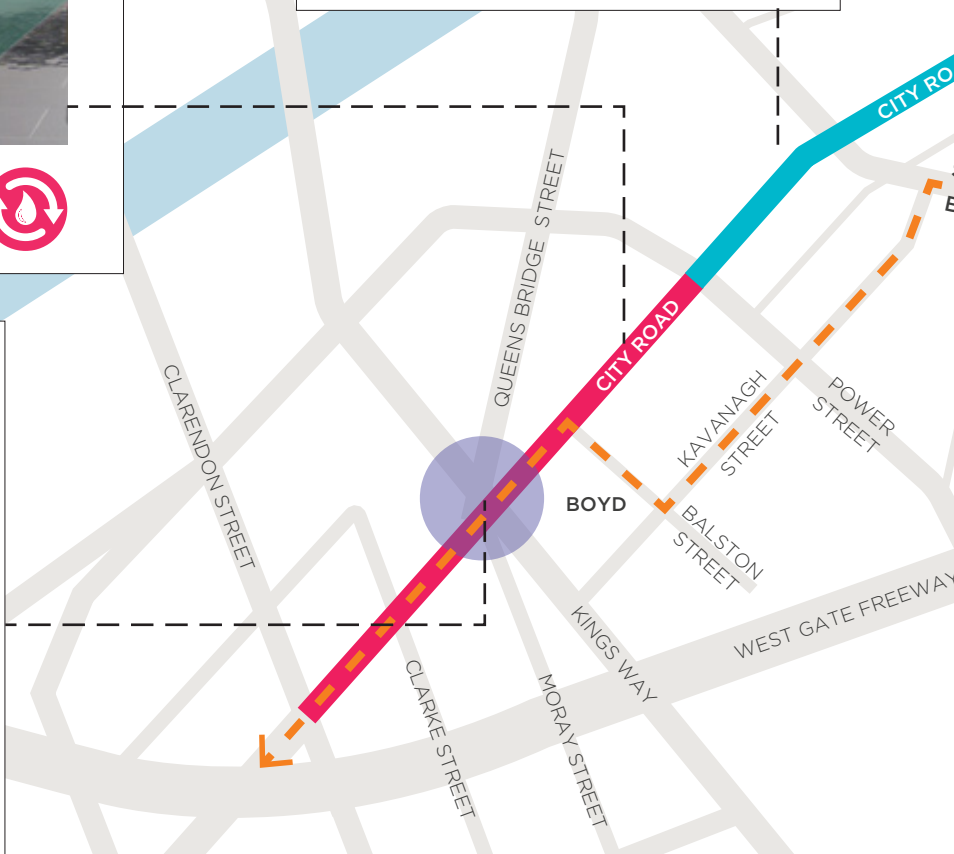 CITY RO
QUEENS BRIDGE STREET
CITY ROAD
CLARENDON STREET
KAVANAGH
STREET
POWER
STREET
BOYD
BALSTON
STREET
WEST GATE FREEWAY
KINGS WAY
CLARKE STREET
MORAY STREET